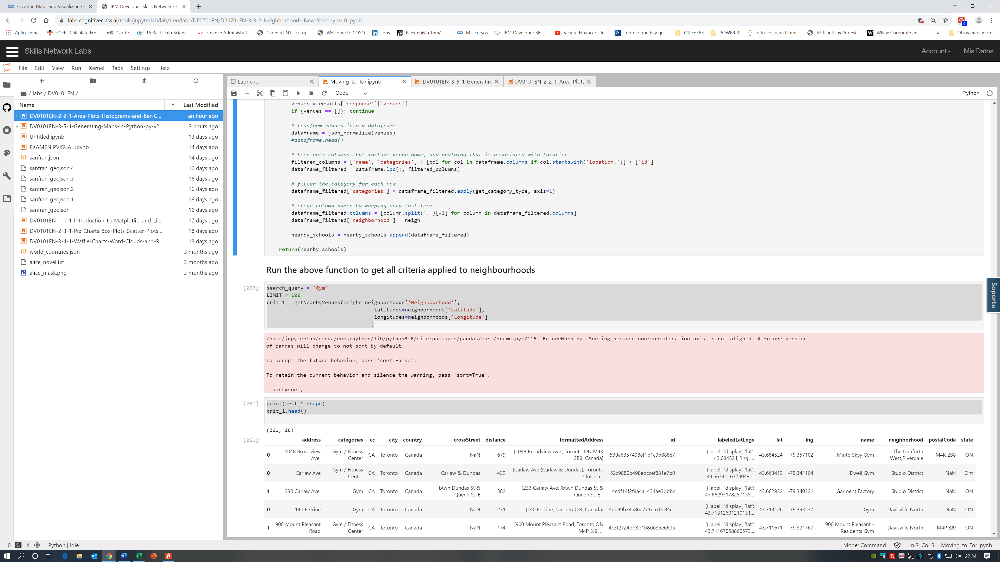 Creating Maps and Visualizing Ge
IBM Developer Skills Network - L
labs.cognitiveclass.ai/tools/jupyterlab/lab/tree/labs/DP0701EN/DP0701EN-3-3-2-Neighborhoods-New-York-py-v1.0.ipynb
0
Aplicaciones
FCFF | Calculate Fre...
edX Carrito
dd 15 Best Data Scienc...
Finance Administrat...
Careers | NTT Europ...
Welcome to COSO
Jobs
El extenista Tomás...
Mis cursos
IBM Developer Skill...
Vespre Financer - In...
Todo lo que hay qu...
Office365
POWER BI
5 Trucos para Limpi...
63 Plantillas Profesi...
Wiley: Corporate an...
»
Otros marcadores
Skills Network Labs
Account
Mis Datos
File Edit View Run Kernel Tabs Settings Help
/ labs / DV0101EN /
Name Last Modified
DV0101EN-2-2-1-Area-Plots-Histograms-and-Bar-C... an hour ago
DV0101EN-3-5-1-Generating-Maps-in-Python-py-v2... 3 hours ago
Untitled.ipynb 13 days ago
EXAMEN PVISUAL.ipynb 14 days ago
sanfran.json 14 days ago
sanfran_geojson.4 16 days ago
sanfran_geojson.3 16 days ago
sanfran_geojson.2 16 days ago
sanfran_geojson.1 16 days ago
sanfran_geojson 16 days ago
DV0101EN-1-1-1-Introduction-to-Matplotlib-and-Li... 17 days ago
DV0101EN-2-3-1-Pie-Charts-Box-Plots-Scatter-Plots... 18 days ago
DV0101EN-3-4-1-Waffle-Charts-Word-Clouds-and-R... 18 days ago
world_countries.json 3 months ago
alice_novel.txt 3 months ago
alice_mask.png 3 months ago
Launcher
Moving_to_Tor.ipynb
DV0101EN-3-5-1-Generatin
DV0101EN-2-2-1-Area-Plots
Code
Python
venues = results['response']['venues']
if (venues == []): continue
# tranform venues into a dataframe
dataframe = json_normalize(venues)
#dataframe.head()
# keep only columns that include venue name, and anything that is associated with location
filtered_columns = ['name', 'categories'] + [col for col in dataframe.columns if col.startswith('location.')] + ['id']
dataframe_filtered = dataframe.loc[:, filtered_columns]
# filter the category for each row
dataframe_filtered['categories'] = dataframe_filtered.apply(get_category_type, axis=1)
# clean column names by keeping only last term
dataframe_filtered.columns = [column.split('.')[-1] for column in dataframe_filtered.columns]
dataframe_filtered['neighborhood'] = neigh
nearby_schools = nearby_schools.append(dataframe_filtered)
return(nearby_schools)
Run the above function to get all criteria applied to neighbourhoods
[260]:
search_query = 'Gym'
LIMIT = 100
crit_1 = getNearbyVenues(neighs=neighborhoods['Neighbourhood'],
latitudes=neighborhoods['Latitude'],
longitudes=neighborhoods['Longitude']
)
/home/jupyterlab/conda/envs/python/lib/python3.6/site-packages/pandas/core/frame.py:7116: FutureWarning: Sorting because non-concatenation axis is not aligned. A future version
of pandas will change to not sort by default.
To accept the future behavior, pass 'sort=False'.
To retain the current behavior and silence the warning, pass 'sort=True'.
sort=sort,
[261]:
print(crit_1.shape)
crit_1.head()
(261, 16)
[261]:
address categories cc city country crossStreet distance formattedAddress id labeledLatLngs lat lng name neighborhood postalCode state
0 1048 Broadview Ave. Gym / Fitness Center CA Toronto Canada NaN 679 [1048 Broadview Ave., Toronto ON M4K 2B8, Canada] 539a6357498ef1b1c9b888e7 [{'label': 'display', 'lat': 43.684524, 'lng':... 43.684524 -79.357102 Minto Skyy Gym The Danforth West,Riverdale M4K 2B8 ON
0 Carlaw Ave Gym / Fitness Center CA Toronto Canada Carlaw & Dundas 432 [Carlaw Ave (Carlaw & Dundas), Toronto Ont, Ca... 52c9880b498edccef881e7b0 [{'label': 'display', 'lat': 43.6634116374049,... 43.663412 -79.341104 Dwell Gym Studio District NaN Ont
1 233 Carlaw Ave. Gym CA Toronto Canada btwn Dundas St & Queen St. E 382 [233 Carlaw Ave. (btwn Dundas St & Queen St. E... 4cdf14f2f8a4a1434ae3dbbc [{'label': 'display', 'lat': 43.66293178257155... 43.662932 -79.340321 Garment Factory Studio District NaN ON
0 140 Erskine Gym CA Toronto Canada NaN 271 [140 Erskine, Toronto ON, Canada] 4da99b34a86e771ea70e84c1 [{'label': 'display', 'lat': 43.71312601210131... 43.713126 -79.393537 Gym Davisville North NaN ON
1 900 Mount Pleasant Road Gym / Fitness Center CA Toronto Canada NaN 174 [900 Mount Pleasant Road, Toronto ON M4P 3J9, ... 4c3f2724db3b1b8d635e6695 [{'label': 'display', 'lat': 43.71167058860572... 43.711671 -79.391767 900 Mount Pleasant - Residents Gym Davisville North M4P 3J9 ON
Soporte
0 4 Python | Idle
Mode: Command
Ln 3, Col 5
Moving_to_Tor.ipynb
22:34